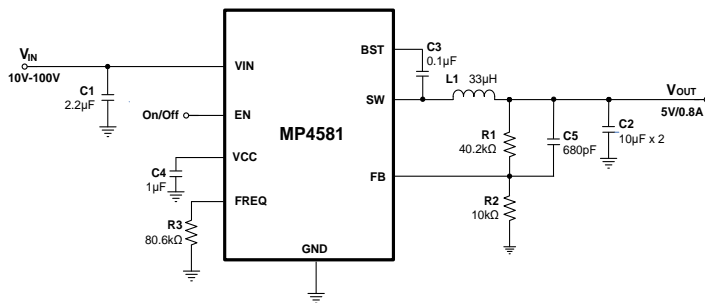 VIN
10V-100V
C1
2.2µF
On/Off
C4
1µF
R3
80.6kΩ
VIN
EN
VCC
FREQ
MP4581
GND
BST
SW
FB
C3
0.1µF
L1 33µH
R1
40.2kΩ
C5
680pF
C2
10µF x 2
R2
10kΩ
VOUT
5V/0.8A